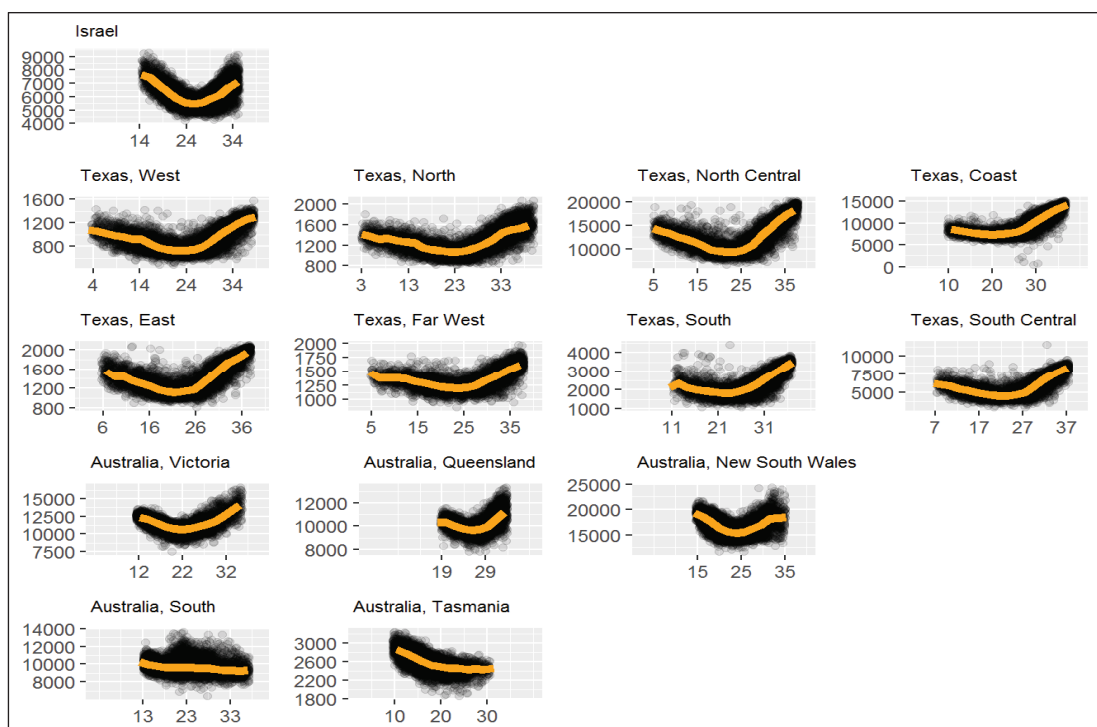 Israel
9000
8000
7000
6000
5000
4000
14 24 34
Texas, West
1600
1200
800
4 14 24 34
Texas, North
2000
1600
1200
800
3 13 23 33
Texas, North Central
20000
15000
10000
5 15 25 35
Texas, Coast
15000
10000
5000
0
10 20 30
Texas, East
2000
1600
1200
800
6 16 26 36
Texas, Far West
2000
1750
1500
1250
1000
5 15 25 35
Texas, South
4000
3000
2000
1000
11 21 31
Texas, South Central
10000
7500
5000
7 17 27 37
Australia, Victoria
15000
12500
10000
7500
12 22 32
Australia, Queensland
12000
10000
8000
19 29
Australia, New South Wales
25000
20000
15000
15 25 35
Australia, South
14000
12000
10000
8000
13 23 33
Australia, Tasmania
3000
2600
2200
1800
10 20 30